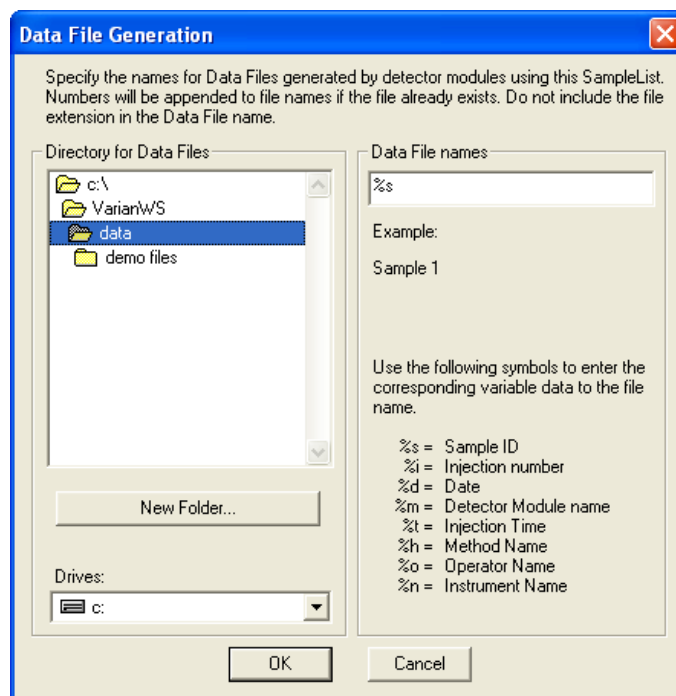 Data File Generation
Specify the names for Data Files generated by detector modules using this SampleList.
Numbers will be appended to file names if the file already exists. Do not include the file
extension in the Data File name.
Directory for Data Files
c:\
VarianWS
data
demo files
New Folder...
Drives:
c:
Data File names
%s
Example:
Sample 1
Use the following symbols to enter the
corresponding variable data to the file
name.
%s = Sample ID
%i = Injection number
%d = Date
%m = Detector Module name
%t = Injection Time
%h = Method Name
%o = Operator Name
%n = Instrument Name
OK
Cancel